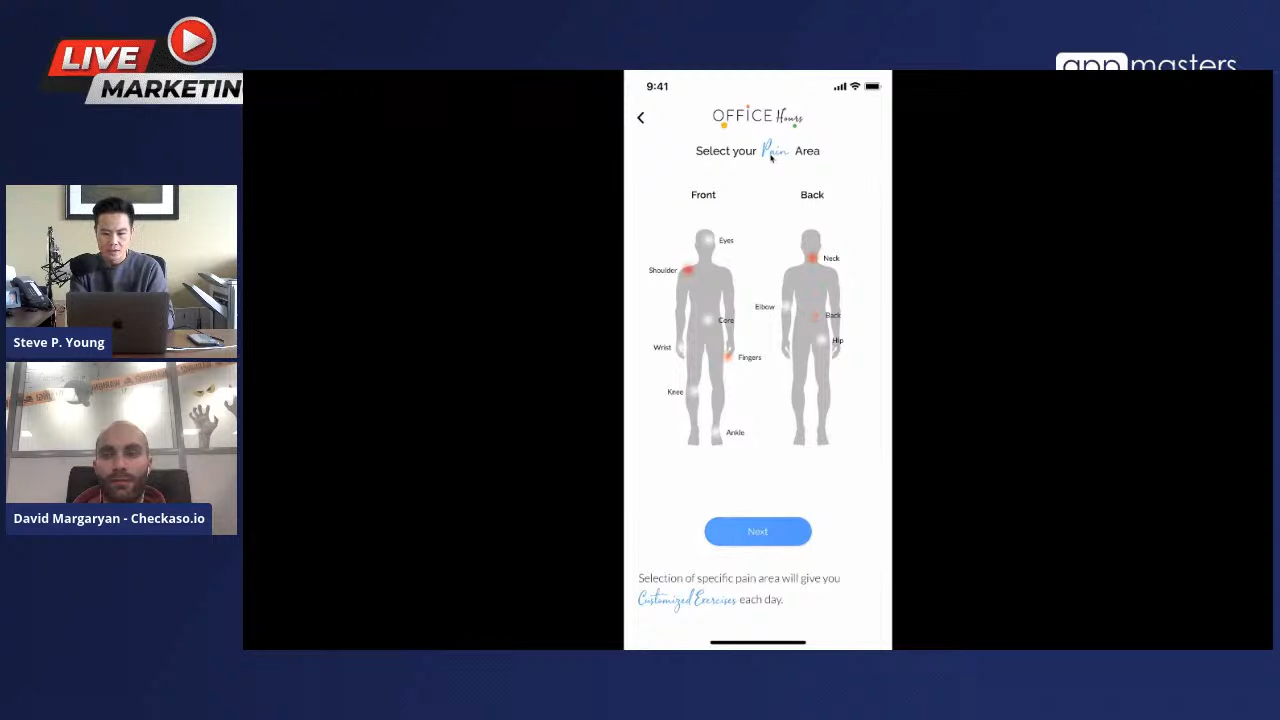 LIVE
MARKETIN
app masters
9:41
OFFICE Hours
Select your Pain Area
Front
Back
Eyes
Neck
Shoulder
Elbow
Back
Core
Hip
Wrist
Fingers
Knee
Ankle
Next
Selection of specific pain area will give you
Customized Exercises each day.
Steve P. Young
David Margaryan - Checkaso.io